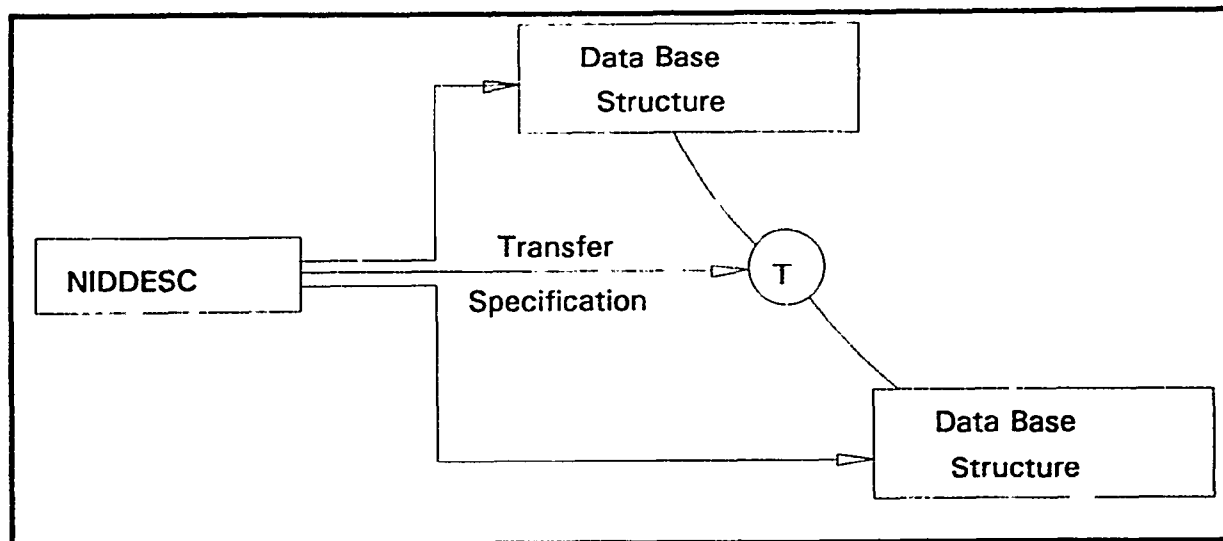 Data Base
Structure
NIDDESC
Transfer
Specification
T
Data Base
Structure